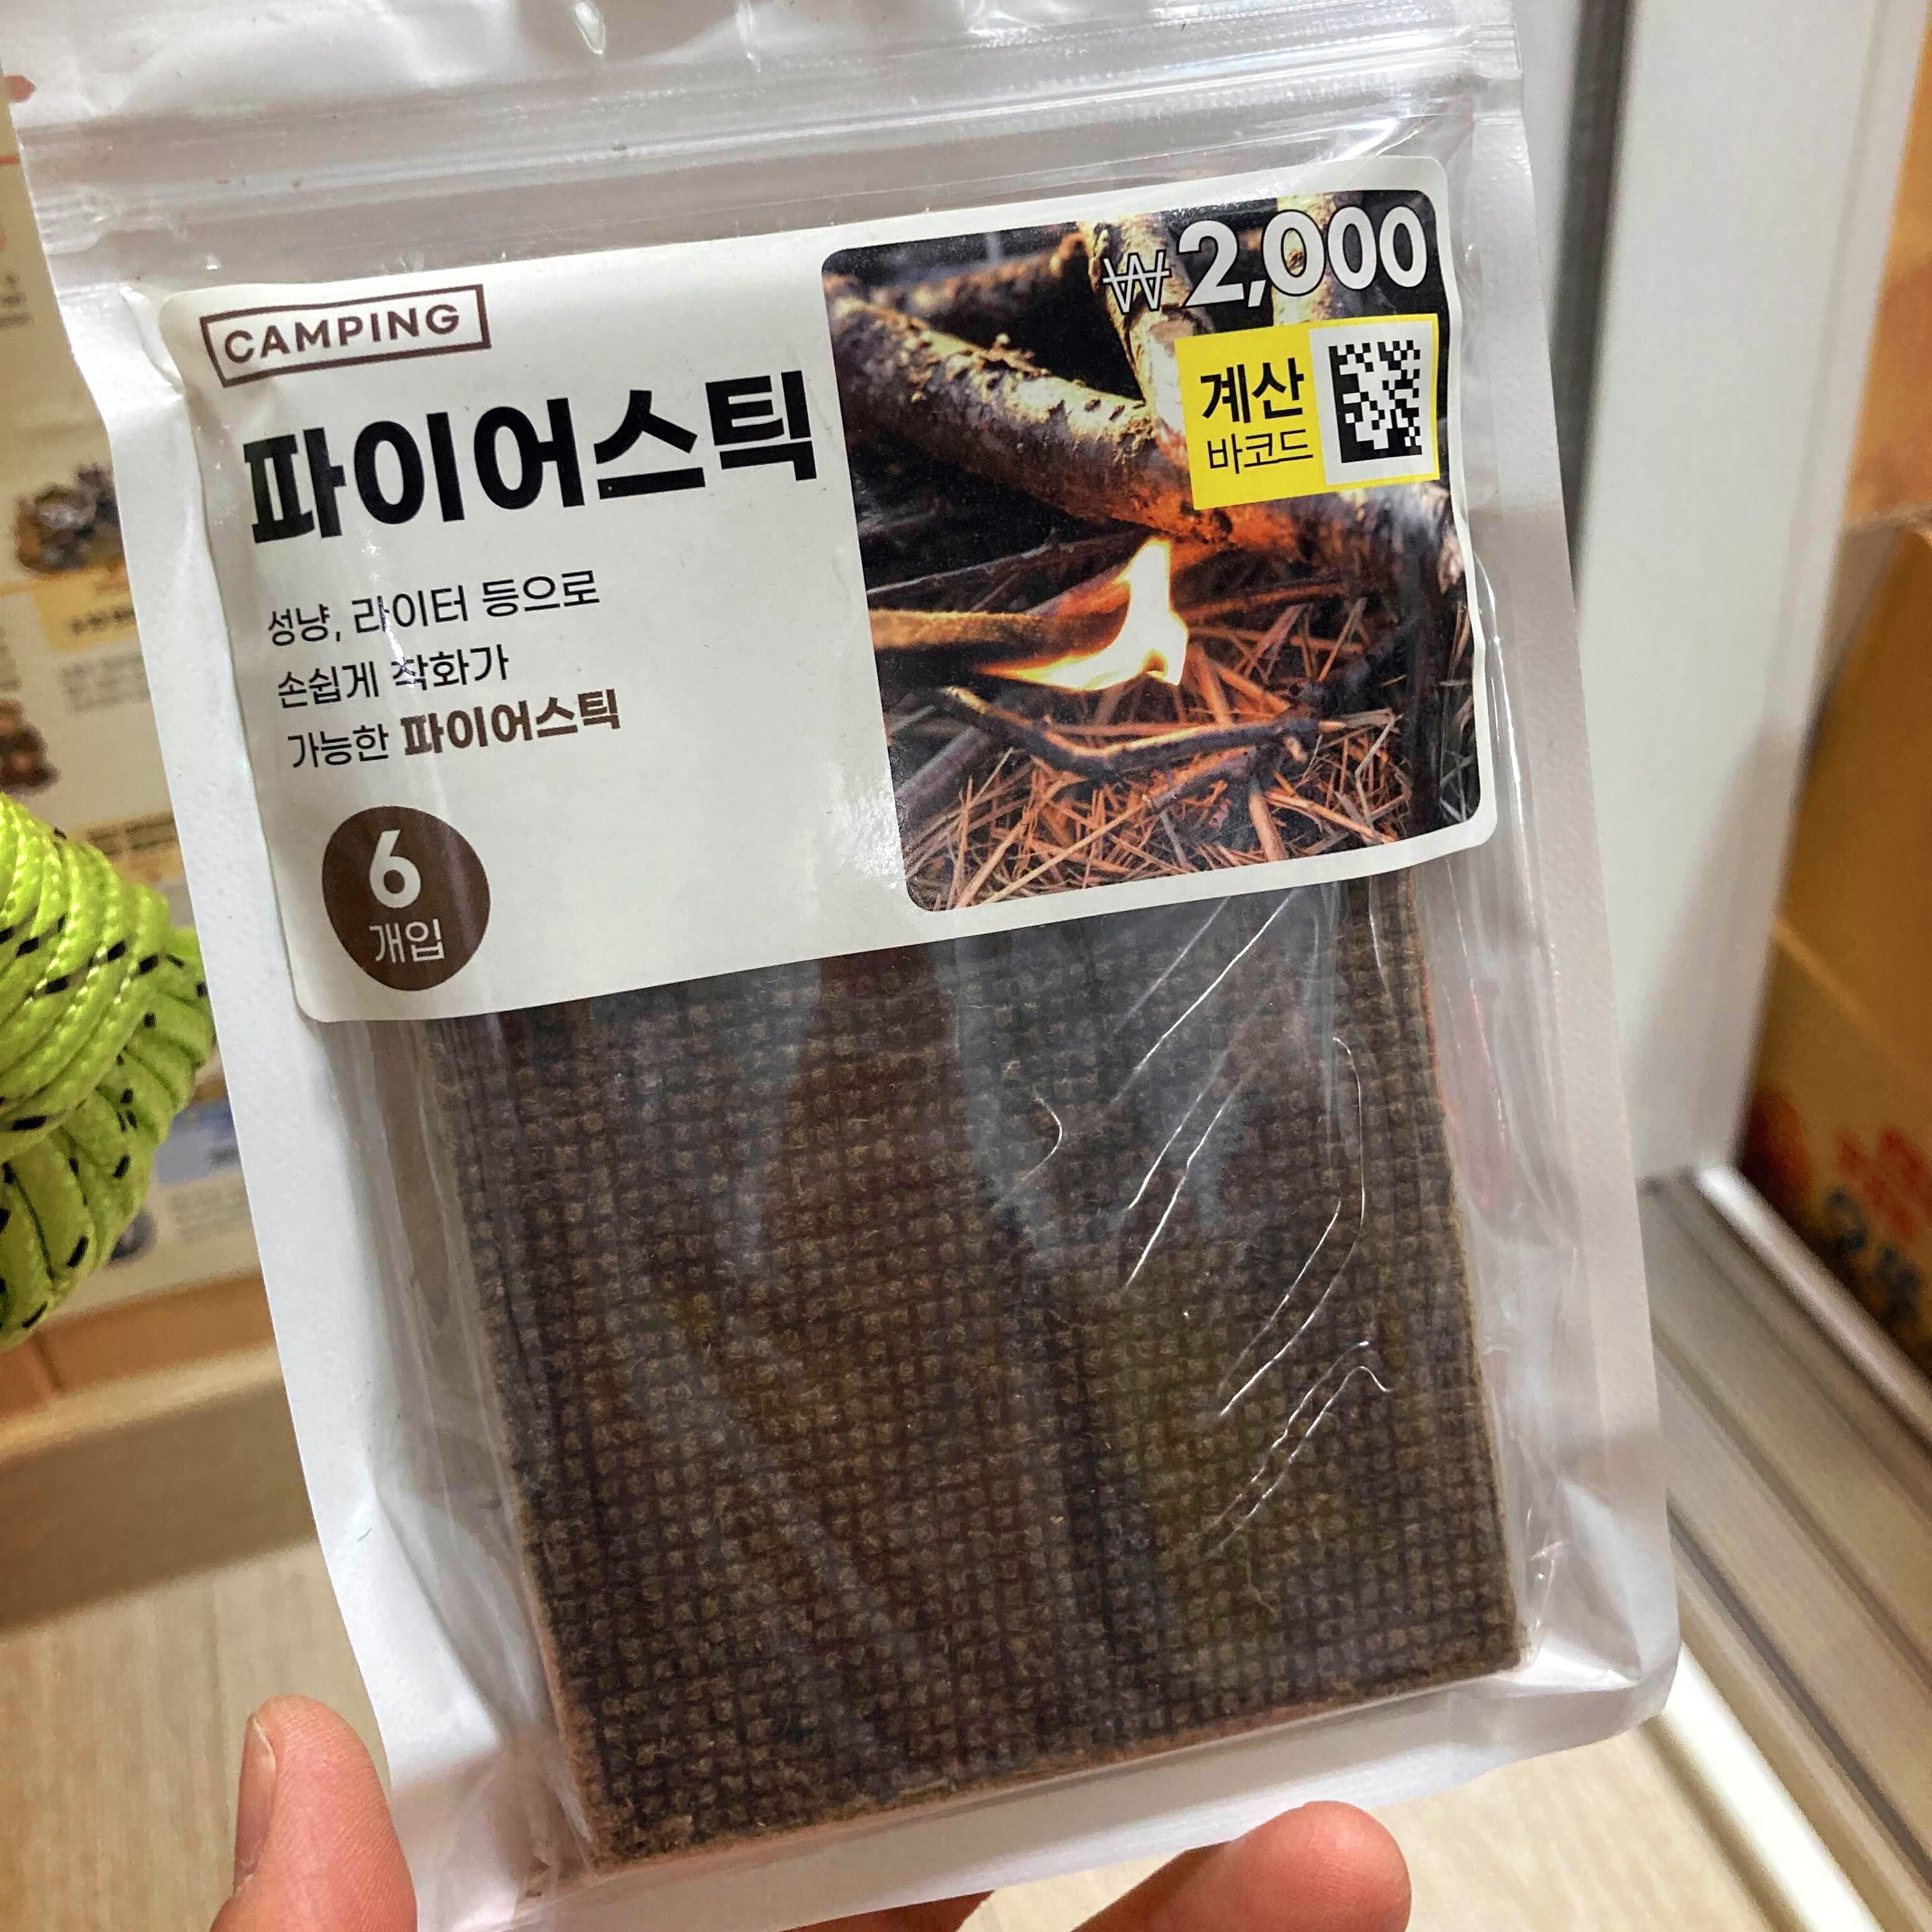 CAMPING
파이어스틱
성냥, 라이터 등으로
손쉽게 착화가
가능한 파이어스틱
6
개입
₩2,000
계산
바코드